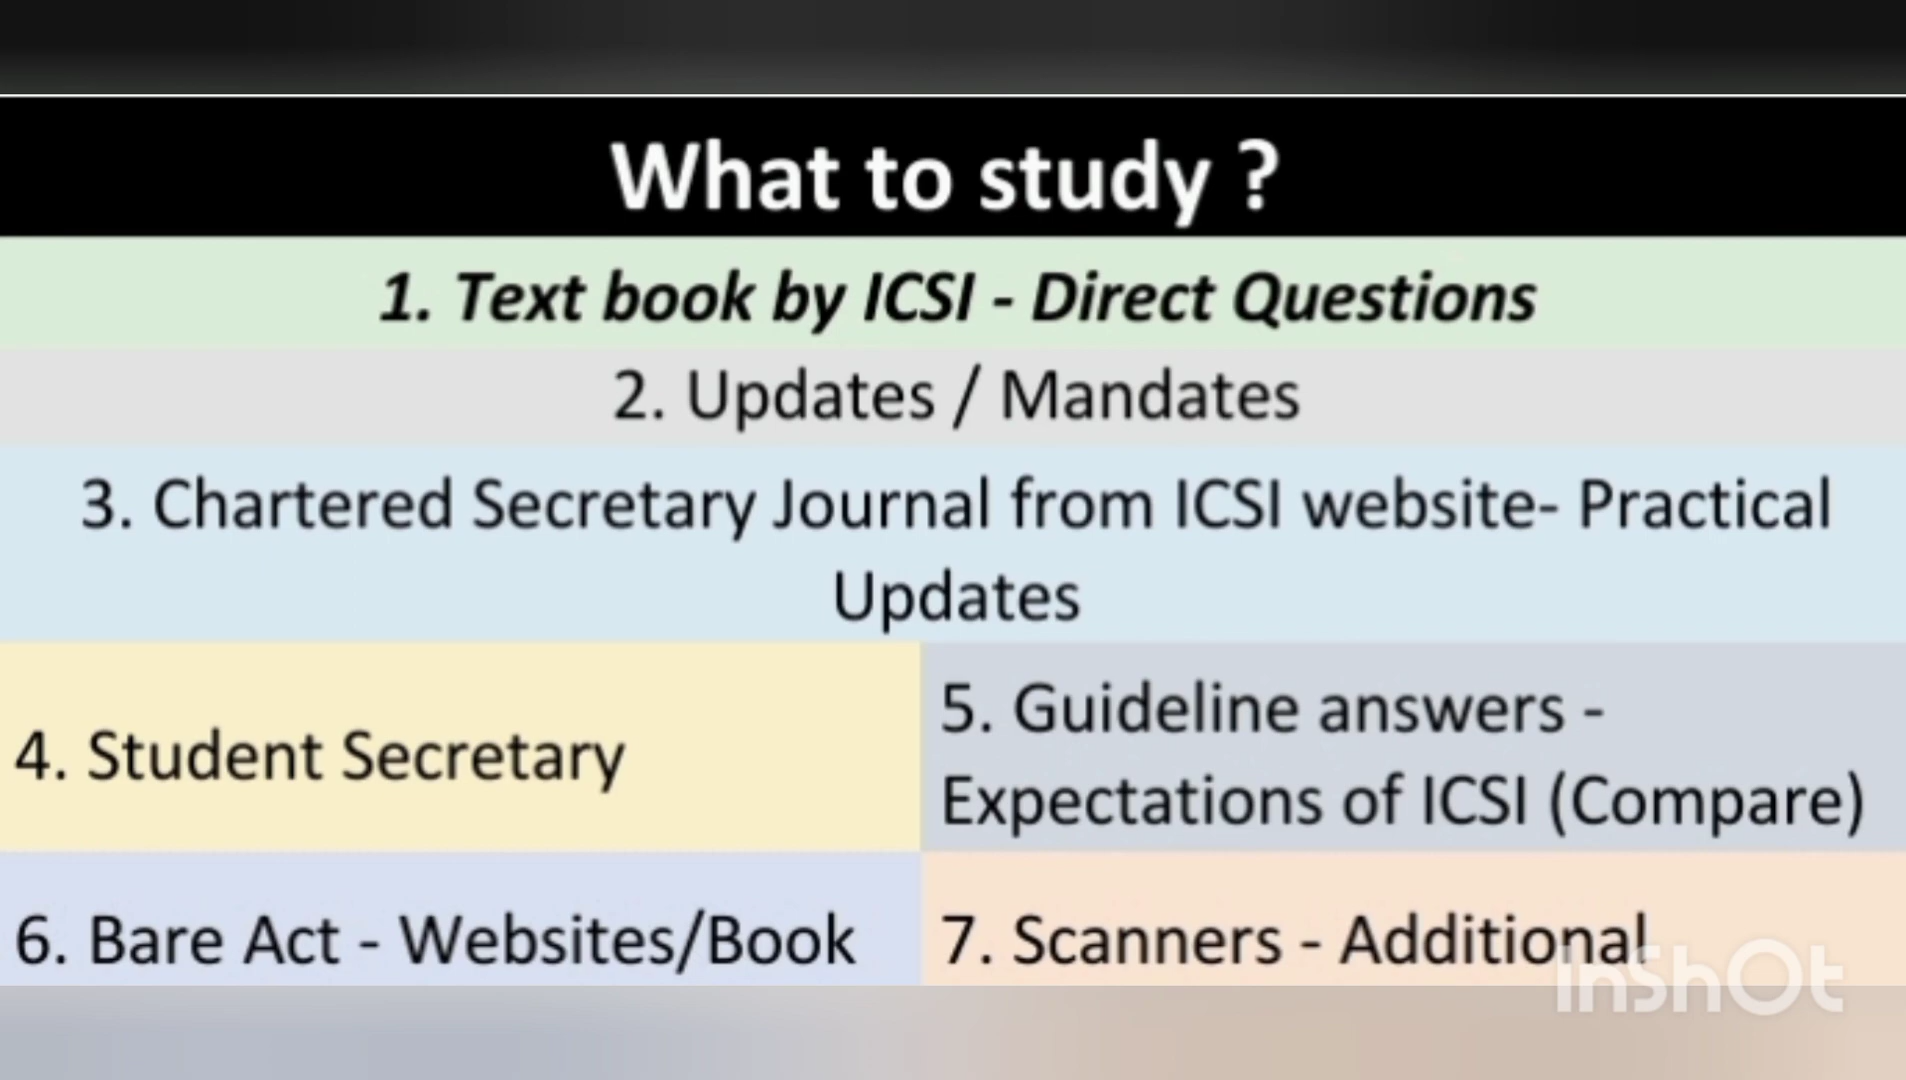 What to study ?
1. Text book by ICSI - Direct Questions
2. Updates / Mandates
3. Chartered Secretary Journal from ICSI website- Practical
Updates
4. Student Secretary
5. Guideline answers -
Expectations of ICSI (Compare)
6. Bare Act - Websites/Book
7. Scanners - Additional
InShOt